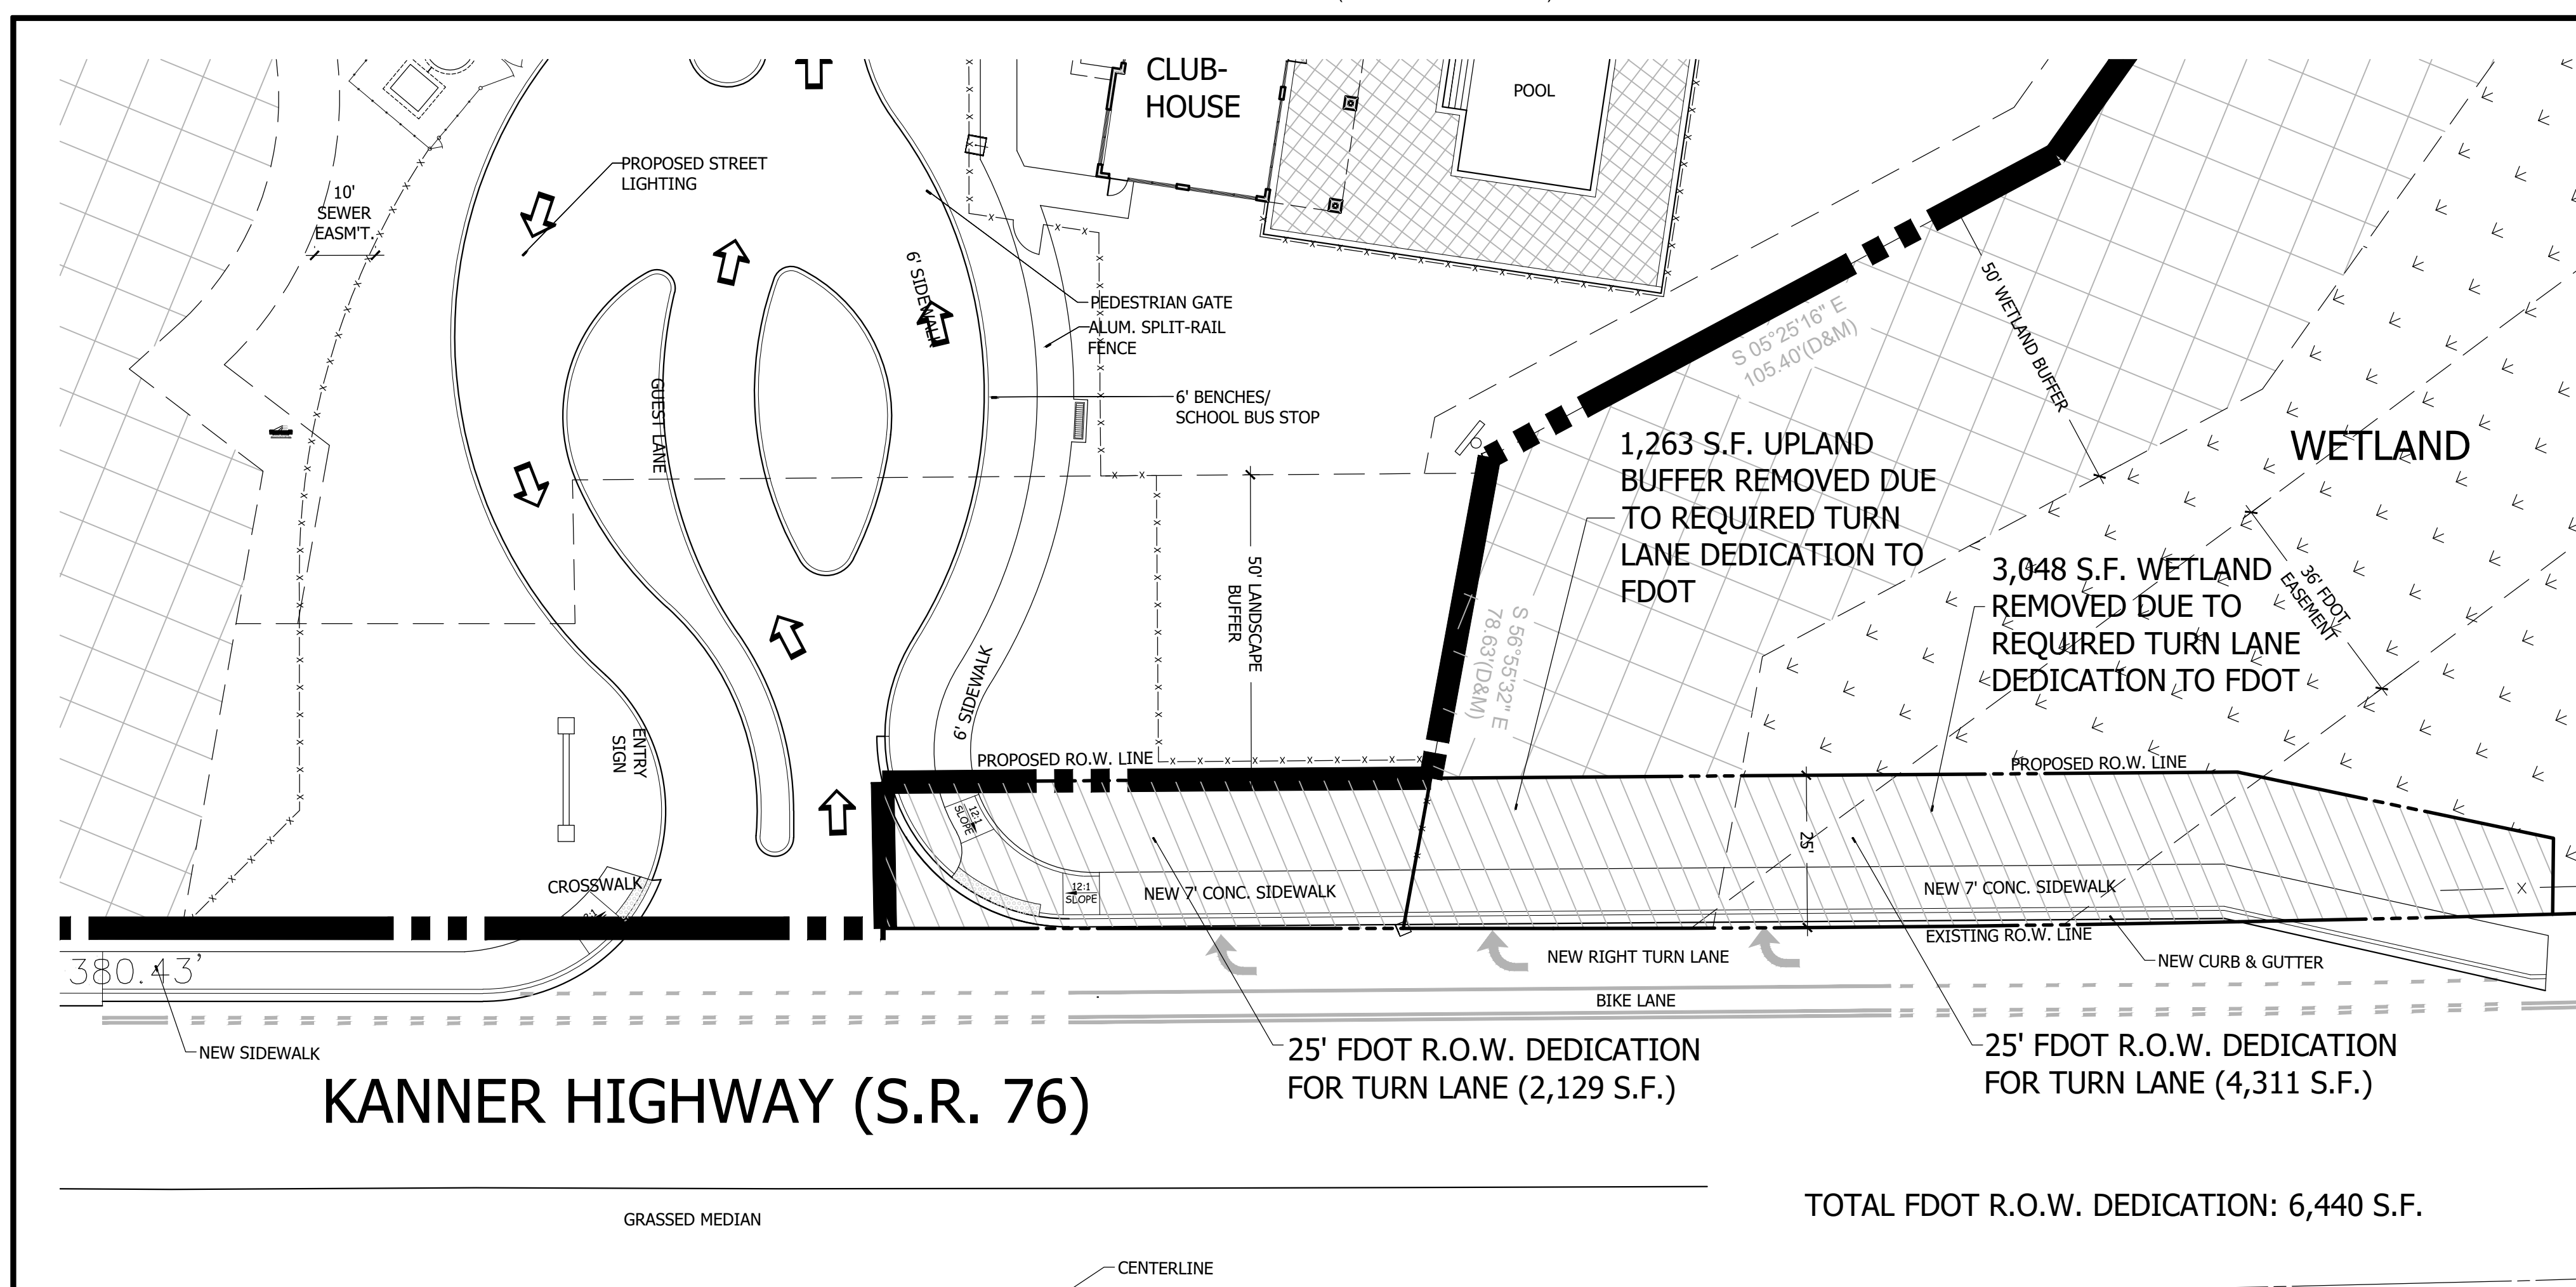 CLUB-
HOUSE
POOL
PROPOSED STREET
LIGHTING
10'
SEWER
EASM'T.
6' SIDEWALK
PEDESTRIAN GATE
ALUM. SPLIT-RAIL
FENCE
6' BENCHES/
SCHOOL BUS STOP
GUEST LANE
S 05°25'16" E
105.40'(D&M)
50' WETLAND BUFFER
WETLAND
1,263 S.F. UPLAND
BUFFER REMOVED DUE
TO REQUIRED TURN
LANE DEDICATION TO
FDOT
3,048 S.F. WETLAND
REMOVED DUE TO
REQUIRED TURN LANE
DEDICATION TO FDOT
36' FDOT
EASEMENT
50' LANDSCAPE
BUFFER
S 56°55'32" E
78.63'(D&M)
6' SIDEWALK
ENTRY
SIGN
PROPOSED RO.W. LINE
PROPOSED RO.W. LINE
12:1
SLOPE
25'
CROSSWALK
12:1
SLOPE
NEW 7' CONC. SIDEWALK
NEW 7' CONC. SIDEWALK
EXISTING RO.W. LINE
380.43'
NEW RIGHT TURN LANE
NEW CURB & GUTTER
BIKE LANE
NEW SIDEWALK
25' FDOT R.O.W. DEDICATION
FOR TURN LANE (2,129 S.F.)
25' FDOT R.O.W. DEDICATION
FOR TURN LANE (4,311 S.F.)
KANNER HIGHWAY (S.R. 76)
TOTAL FDOT R.O.W. DEDICATION: 6,440 S.F.
GRASSED MEDIAN
CENTERLINE